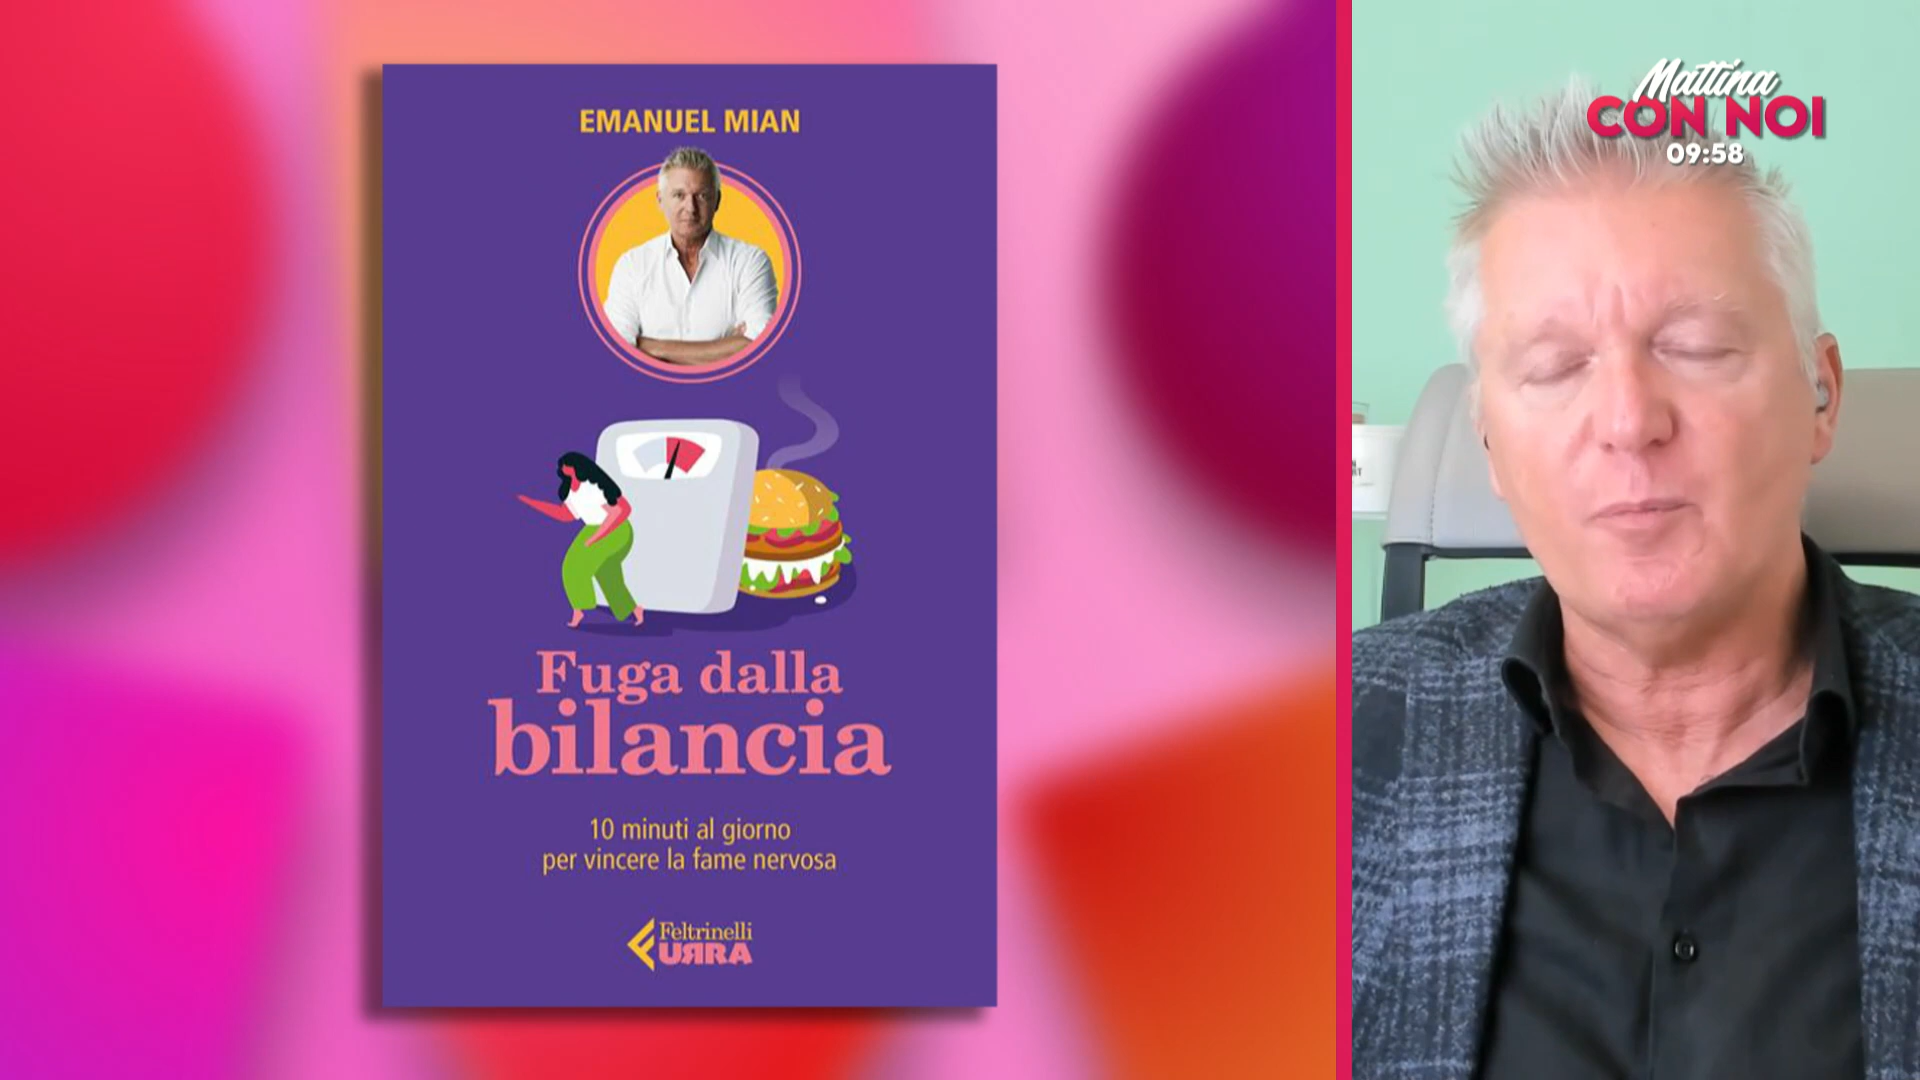 EMANUEL MIAN
Fuga dalla
bilancia
10 minuti al giorno
per vincere la fame nervosa
Feltrinelli
URRA
Mattina
CON NOI
09:58